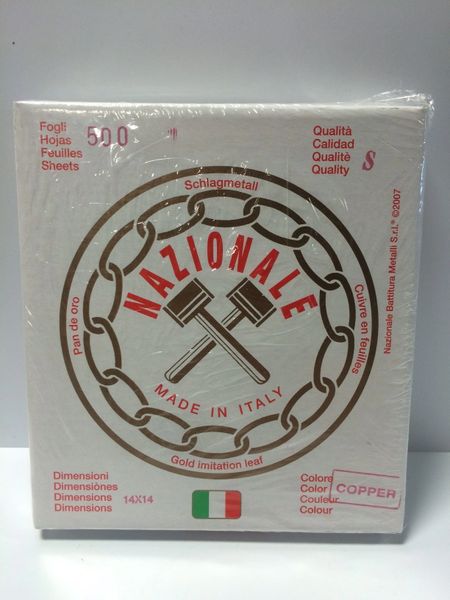 Fogli
Hojas 500
Feuilles
Sheets
Qualità
Calidad
Qualitè
Quality S
Schlagmetall
NAZIONALE
Pan de oro
Cuivre en feuilles
MADE IN ITALY
Gold imitation leaf
Nazionale Battitura Metalli S.r.l.® ©2007
Dimensioni
Dimensiònes
Dimensions 14X14
Dimensions
Colore
Color COPPER
Couleur
Colour